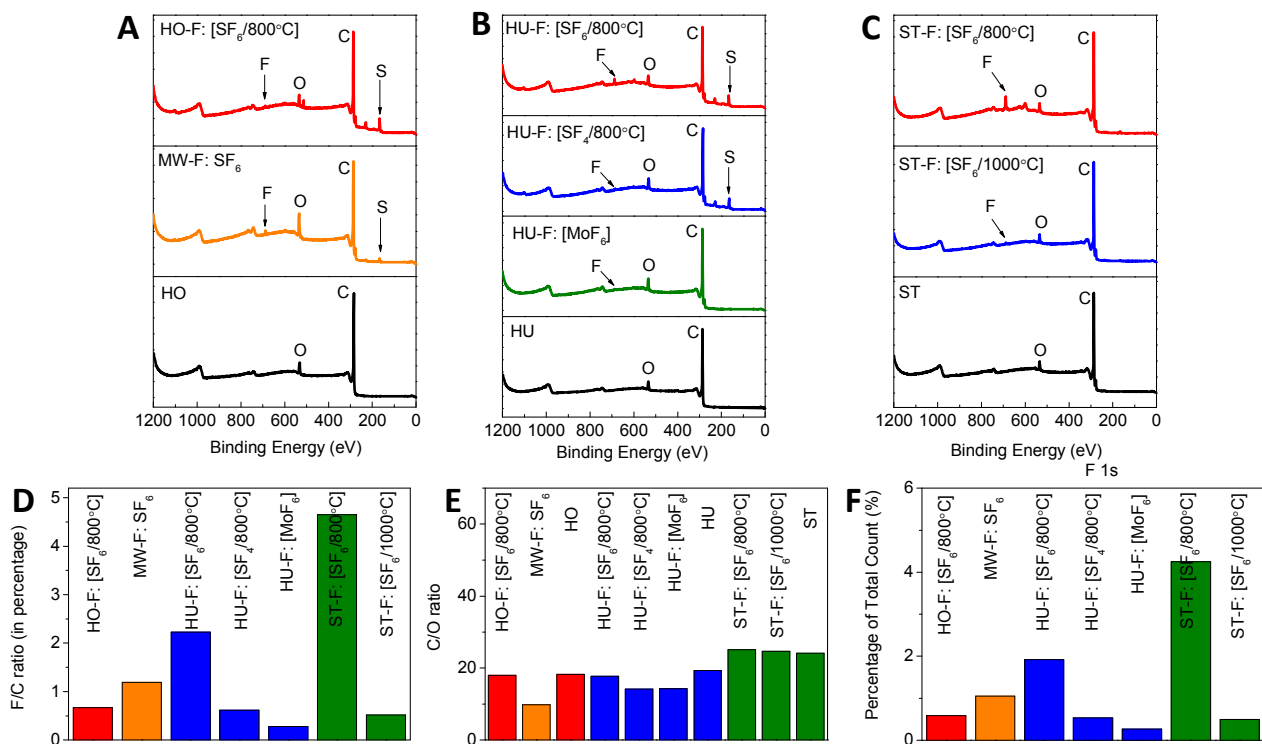 A
HO-F: [SF₆/800°C]
C
F
O
S
MW-F: SF₆
F
O
S
HO
C
O
1200 1000 800 600 400 200 0
Binding Energy (eV)
B
HU-F: [SF₆/800°C]
C
F
O
S
HU-F: [SF₄/800°C]
C
F
O
S
HU-F: [MoF₆]
C
F
O
HU
C
O
1200 1000 800 600 400 200 0
Binding Energy (eV)
C
ST-F: [SF₆/800°C]
C
F
O
ST-F: [SF₆/1000°C]
C
F
O
ST
C
O
1200 1000 800 600 400 200 0
Binding Energy (eV)
D
F/C ratio (in percentage)
5
4
3
2
1
0
HO-F: [SF₆/800°C]
MW-F: SF₆
HU-F: [SF₆/800°C]
HU-F: [SF₄/800°C]
HU-F: [MoF₆]
ST-F: [SF₆/800°C]
ST-F: [SF₆/1000°C]
E
C/O ratio
60
40
20
0
HO-F: [SF₆/800°C]
MW-F: SF₆
HO
HU-F: [SF₆/800°C]
HU-F: [SF₄/800°C]
HU-F: [MoF₆]
HU
ST-F: [SF₆/800°C]
ST-F: [SF₆/1000°C]
ST
F 1s
F
Percentage of Total Count (%)
6
4
2
0
HO-F: [SF₆/800°C]
MW-F: SF₆
HU-F: [SF₆/800°C]
HU-F: [SF₄/800°C]
HU-F: [MoF₆]
ST-F: [SF₆/800°C]
ST-F: [SF₆/1000°C]